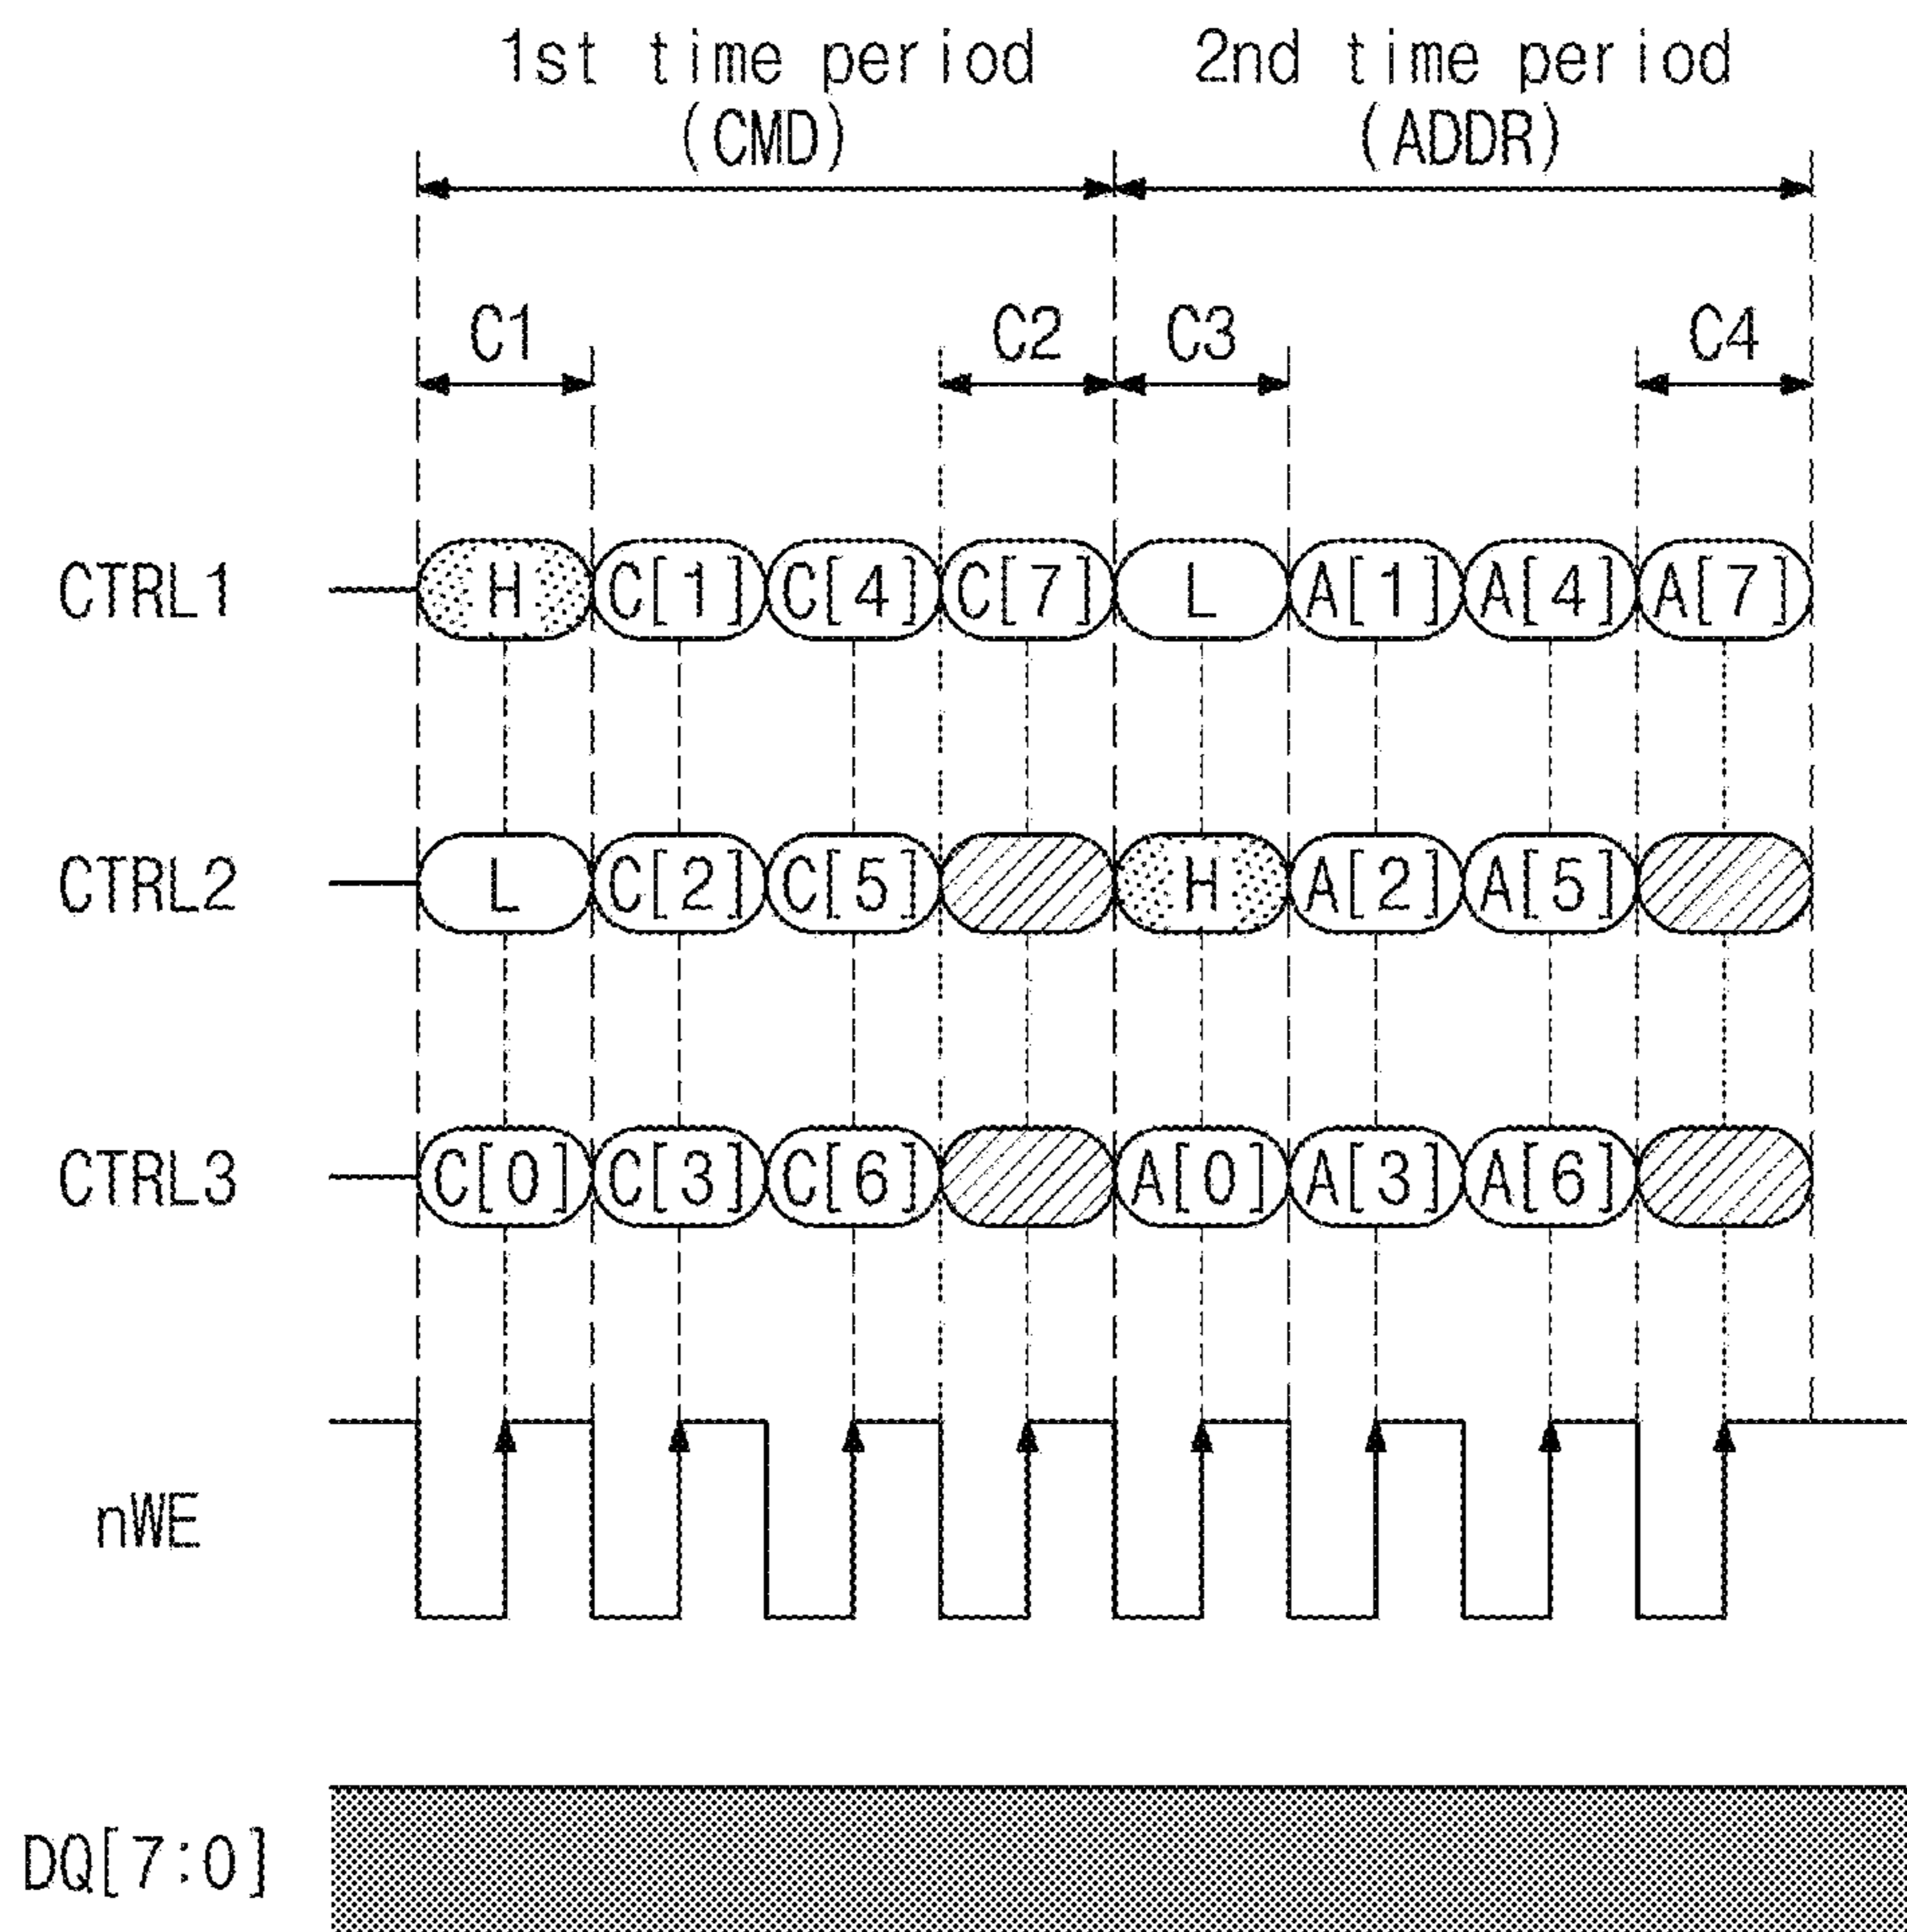 1st time period 2nd time period
(CMD) (ADDR)
C1 C2 C3 C4
CTRL1 H C[1] C[4] C[7] L A[1] A[4] A[7]
CTRL2 L C[2] C[5] H A[2] A[5]
CTRL3 C[0] C[3] C[6] A[0] A[3] A[6]
nWE
DQ[7:0]